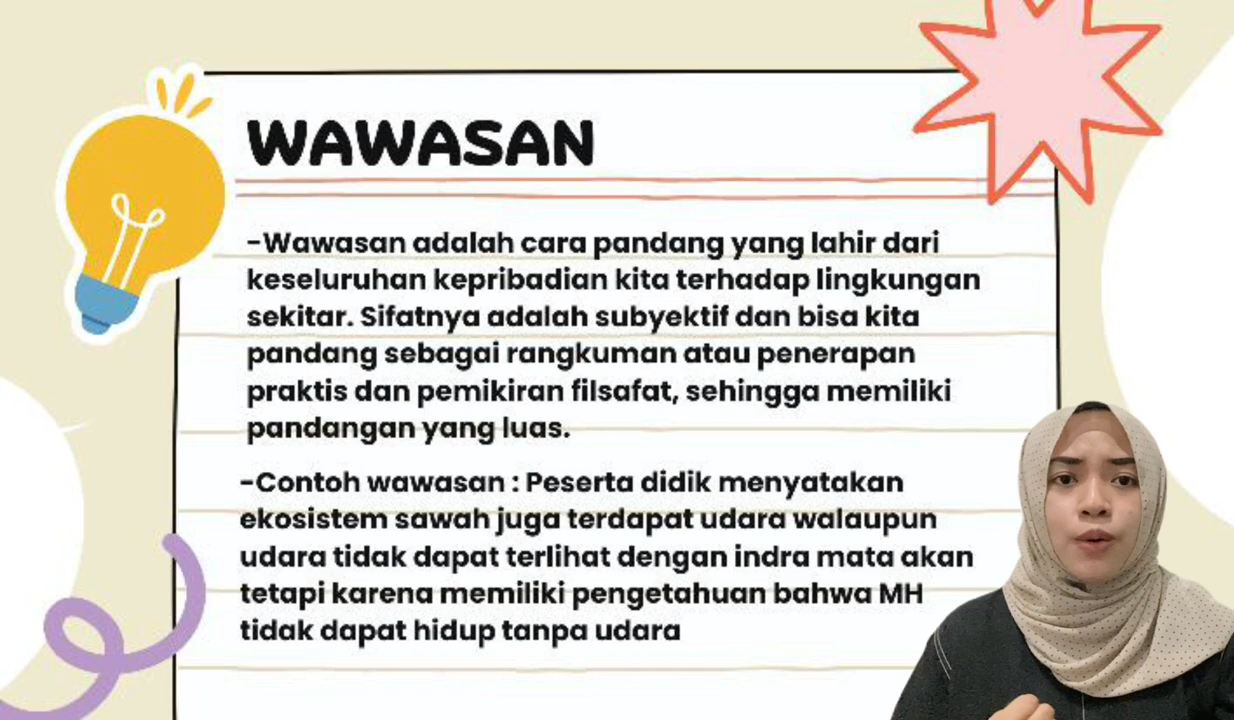 WAWASAN
-Wawasan adalah cara pandang yang lahir dari
keseluruhan kepribadian kita terhadap lingkungan
sekitar. Sifatnya adalah subyektif dan bisa kita
pandang sebagai rangkuman atau penerapan
praktis dan pemikiran filsafat, sehingga memiliki
pandangan yang luas.
-Contoh wawasan : Peserta didik menyatakan
ekosistem sawah juga terdapat udara walaupun
udara tidak dapat terlihat dengan indra mata akan
tetapi karena memiliki pengetahuan bahwa MH
tidak dapat hidup tanpa udara